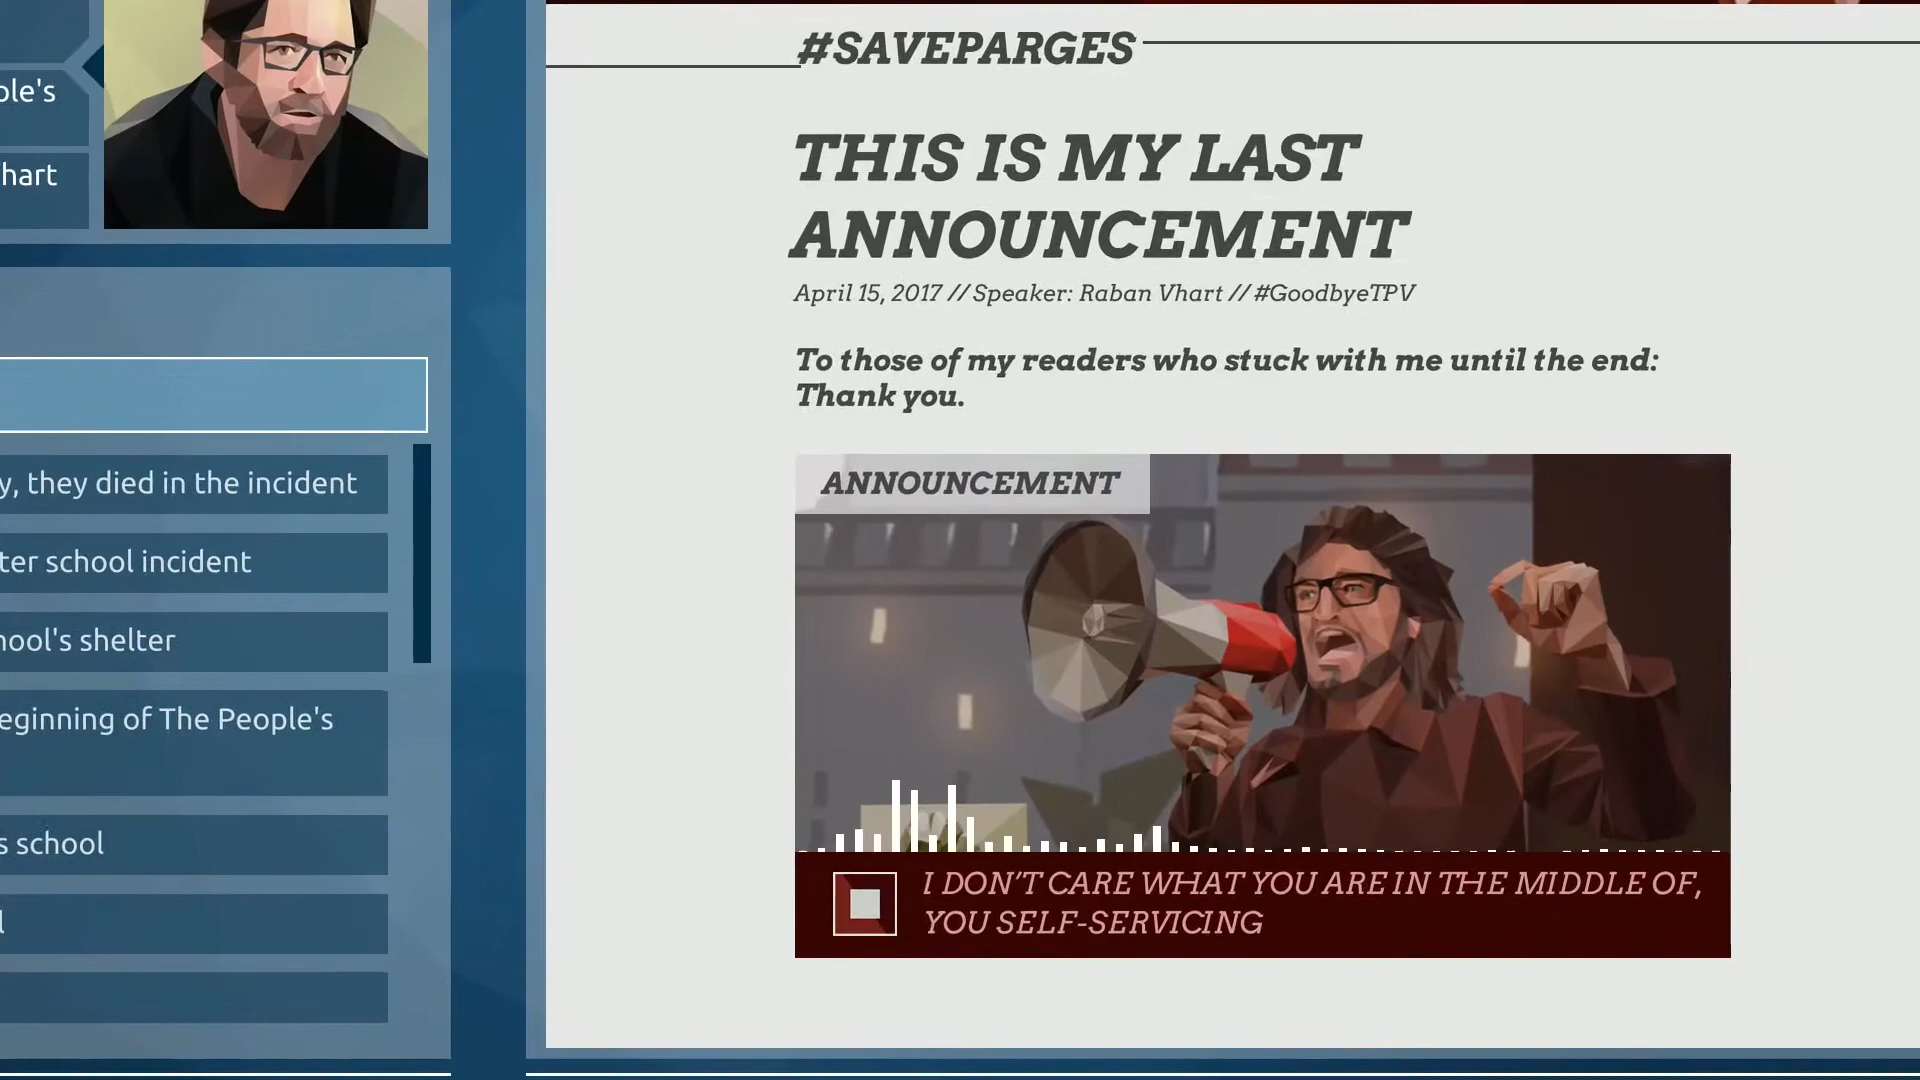 ple's
hart
y, they died in the incident
ter school incident
hool's shelter
eginning of The People's
s school
l
#SAVEPARGES
THIS IS MY LAST
ANNOUNCEMENT
April 15, 2017 // Speaker: Raban Vhart // #GoodbyeTPV
To those of my readers who stuck with me until the end:
Thank you.
ANNOUNCEMENT
I DON'T CARE WHAT YOU ARE IN THE MIDDLE OF,
YOU SELF-SERVICING